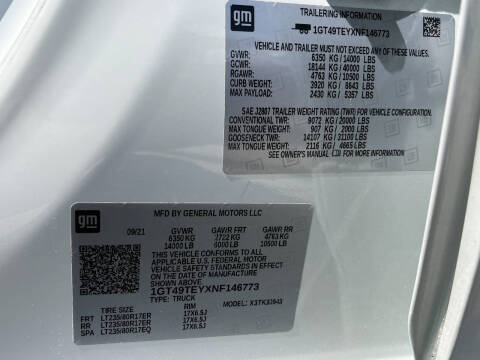 gm
TRAILERING INFORMATION
1GT49TEYXNF146773
VEHICLE AND TRAILER MUST NOT EXCEED ANY OF THESE VALUES.
GVWR: 6350 KG / 14000 LBS
GCWR: 18144 KG / 40000 LBS
RGAWR: 4763 KG / 10500 LBS
CURB WEIGHT: 3920 KG / 8643 LBS
MAX PAYLOAD: 2430 KG / 5357 LBS
SAE J2807 TRAILER WEIGHT RATING (TWR) FOR VEHICLE CONFIGURATION.
CONVENTIONAL TWR: 9072 KG / 20000 LBS
MAX TONGUE WEIGHT: 907 KG / 2000 LBS
GOOSENECK TWR: 14107 KG / 31100 LBS
MAX TONGUE WEIGHT: 2116 KG / 4665 LBS
SEE OWNER'S MANUAL FOR MORE INFORMATION
gm
MFD BY GENERAL MOTORS LLC
09/21 GVWR GAWR FRT GAWR RR
6350 KG 2722 KG 4763 KG
14000 LB 6000 LB 10500 LB
THIS VEHICLE CONFORMS TO ALL
APPLICABLE U.S. FEDERAL MOTOR
VEHICLE SAFETY STANDARDS IN
EFFECT ON THE DATE OF
MANUFACTURE SHOWN ABOVE.
1GT49TEYXNF146773
TYPE: TRUCK MODEL: X3TK30943
TIRE SIZE RIM
FRT LT235/80R17ER 17X6.5J
RR LT235/80R17ER 17X6.5J
SPA LT235/80R17EQ 17X6.5J